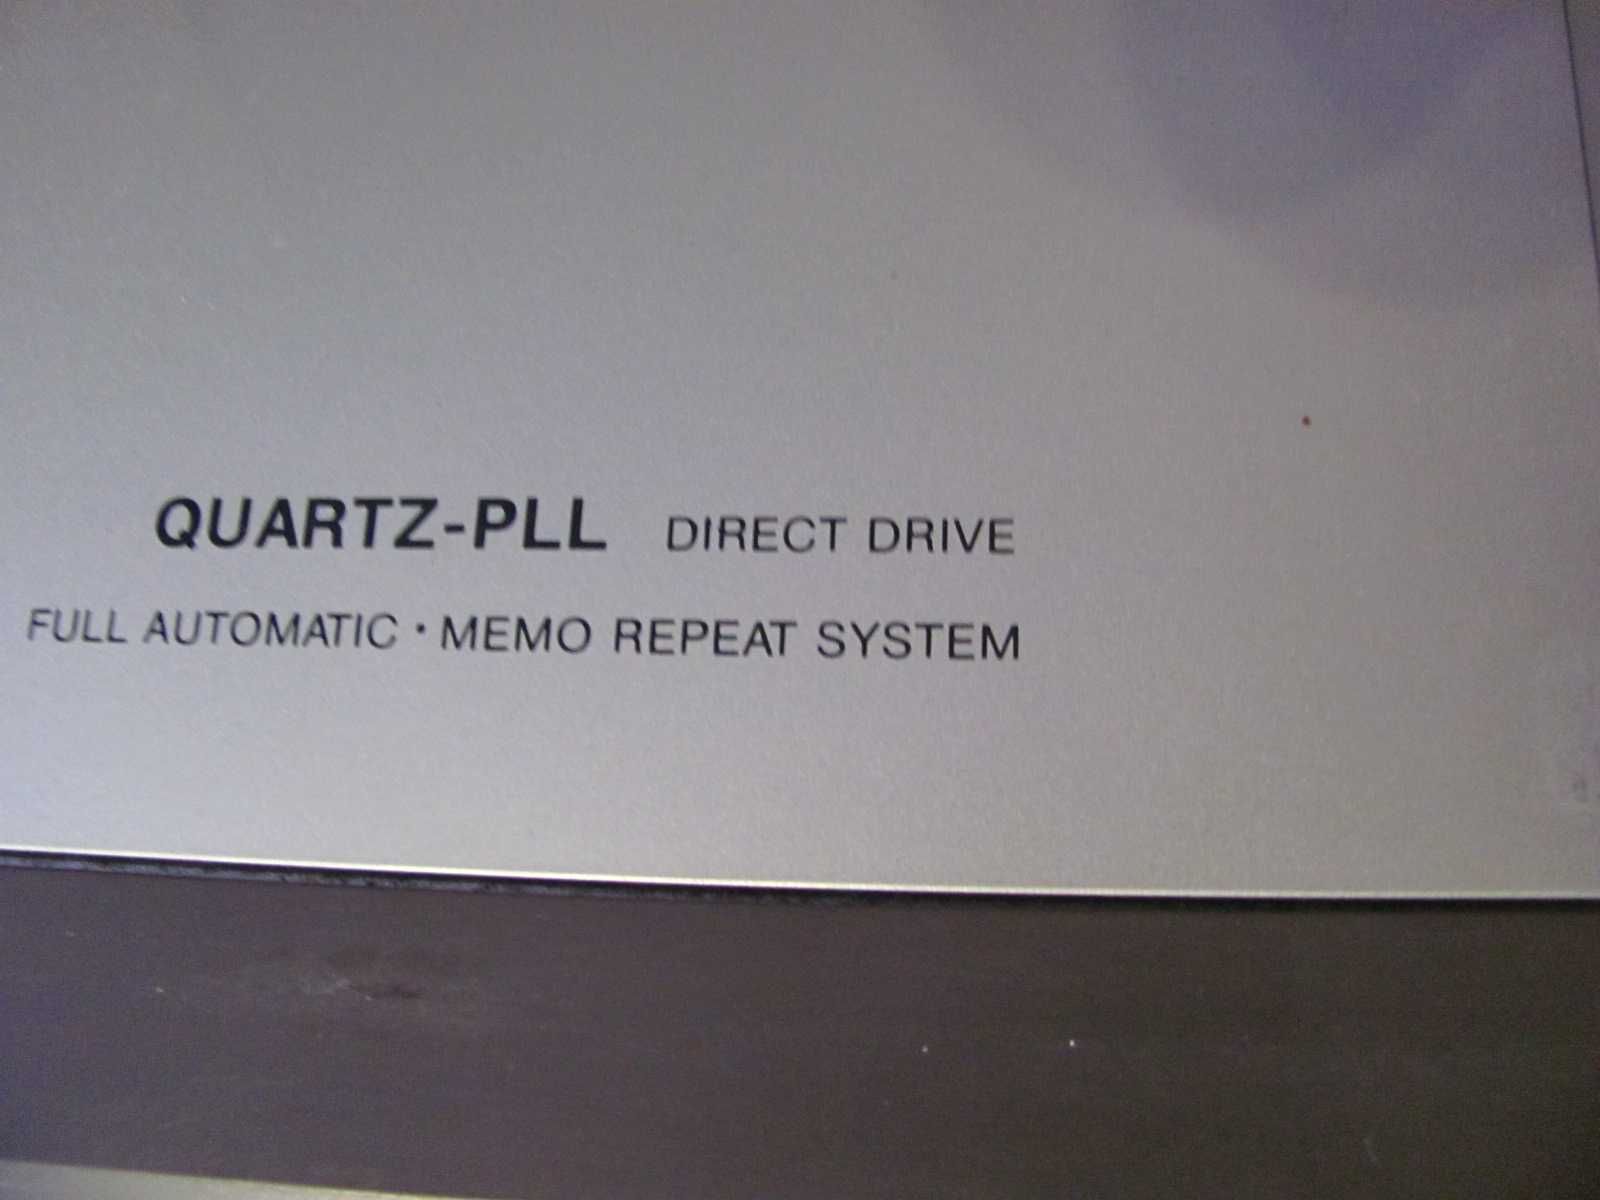 QUARTZ-PLL DIRECT DRIVE
FULL AUTOMATIC · MEMO REPEAT SYSTEM